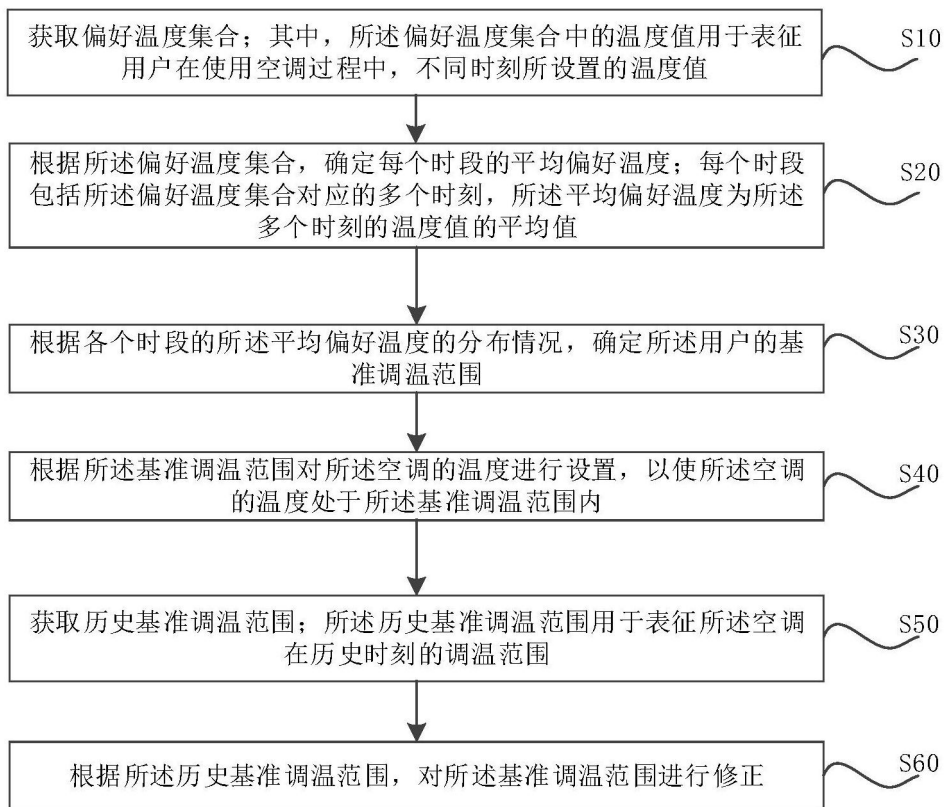 获取偏好温度集合；其中，所述偏好温度集合中的温度值用于表征
用户在使用空调过程中，不同时刻所设置的温度值
S10
根据所述偏好温度集合，确定每个时段的平均偏好温度；每个时段
包括所述偏好温度集合对应的多个时刻，所述平均偏好温度为所述
多个时刻的温度值的平均值
S20
根据各个时段的所述平均偏好温度的分布情况，确定所述用户的基
准调温范围
S30
根据所述基准调温范围对所述空调的温度进行设置，以使所述空调
的温度处于所述基准调温范围内
S40
获取历史基准调温范围；所述历史基准调温范围用于表征所述空调
在历史时刻的调温范围
S50
根据所述历史基准调温范围，对所述基准调温范围进行修正
S60